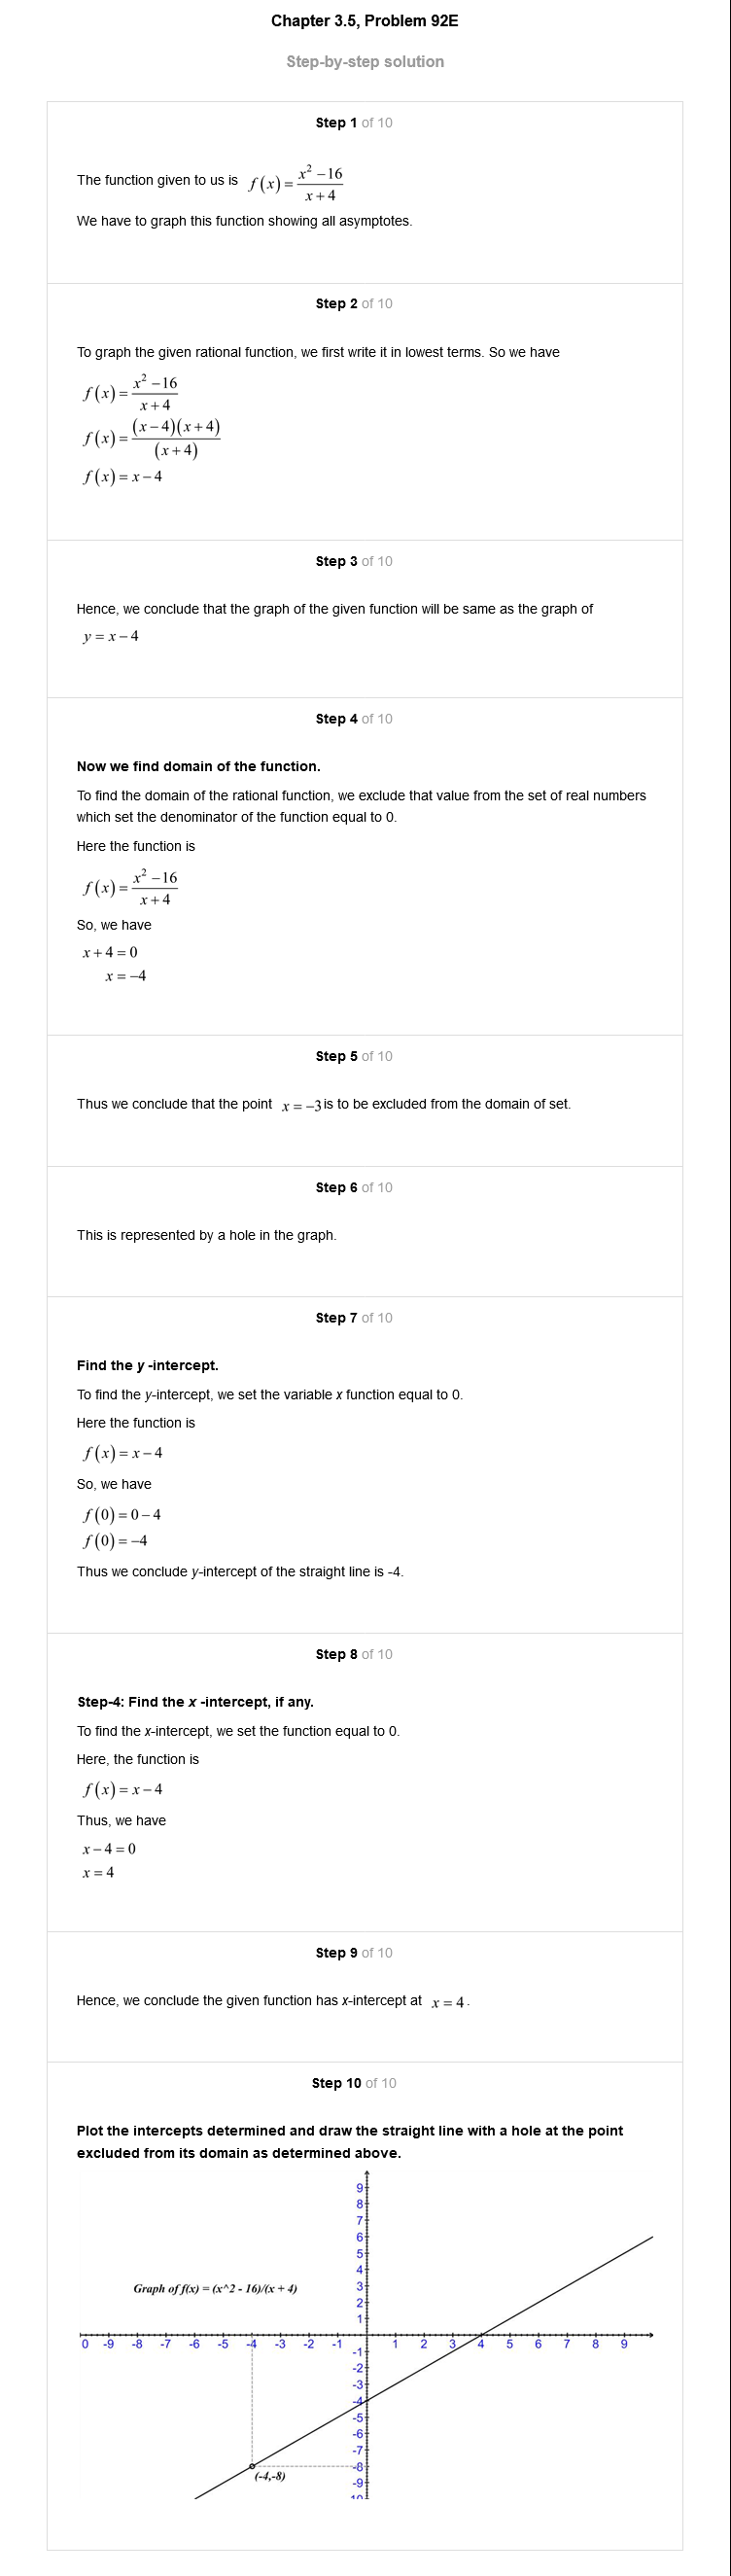 Chapter 3.5, Problem 92E
Step-by-step solution
Step 1 of 10
The function given to us is f(x) = (x² − 16)/(x + 4)
We have to graph this function showing all asymptotes.
Step 2 of 10
To graph the given rational function, we first write it in lowest terms. So we have
f(x) = (x² − 16)/(x + 4)
f(x) = (x − 4)(x + 4)/(x + 4)
f(x) = x − 4
Step 3 of 10
Hence, we conclude that the graph of the given function will be same as the graph of
y = x − 4
Step 4 of 10
Now we find domain of the function.
To find the domain of the rational function, we exclude that value from the set of real numbers
which set the denominator of the function equal to 0.
Here the function is
f(x) = (x² − 16)/(x + 4)
So, we have
x + 4 = 0
x = −4
Step 5 of 10
Thus we conclude that the point x = −3 is to be excluded from the domain of set.
Step 6 of 10
This is represented by a hole in the graph.
Step 7 of 10
Find the y -intercept.
To find the y-intercept, we set the variable x function equal to 0.
Here the function is
f(x) = x − 4
So, we have
f(0) = 0 − 4
f(0) = −4
Thus we conclude y-intercept of the straight line is -4.
Step 8 of 10
Step-4: Find the x -intercept, if any.
To find the x-intercept, we set the function equal to 0.
Here, the function is
f(x) = x − 4
Thus, we have
x − 4 = 0
x = 4
Step 9 of 10
Hence, we conclude the given function has x-intercept at x = 4.
Step 10 of 10
Plot the intercepts determined and draw the straight line with a hole at the point
excluded from its domain as determined above.
9
8
7
6
5
4
Graph of f(x) = (x^2 - 16)/(x + 4)
3
2
1
0 -9 -8 -7 -6 -5 -4 -3 -2 -1 1 2 3 4 5 6 7 8 9
-1
-2
-3
-4
-5
-6
-7
-8
(-4,-8)
-9
10